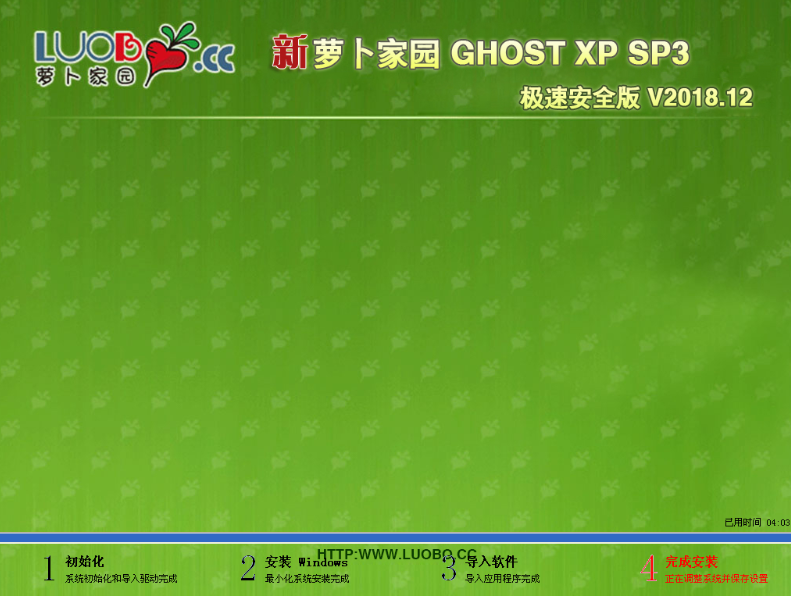 LUOB.cc
萝卜家园
新萝卜家园 GHOST XP SP3
极速安全版 V2018.12
已用时间 04:03
HTTP:WWW.LUOBO.CC
1 初始化
系统初始化和导入驱动完成
2 安装 Windows
最小化系统安装完成
3 导入软件
导入应用程序完成
4 完成安装
正在调整系统并保存设置